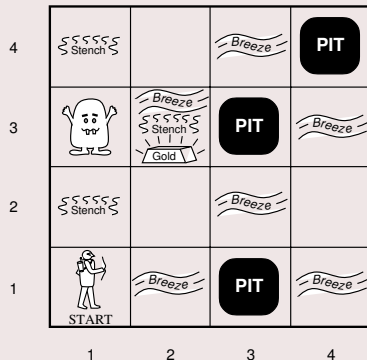 4
Stench
Breeze
PIT
3
Breeze
Stench
Gold
PIT
Breeze
2
Stench
Breeze
1
START
Breeze
PIT
Breeze
1 2 3 4